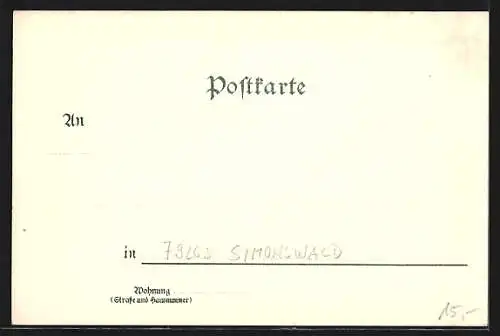 Postkarte
An
in 79263 SIMONSWALD
Wohnung
(Straße und Hausnummer)
15,-